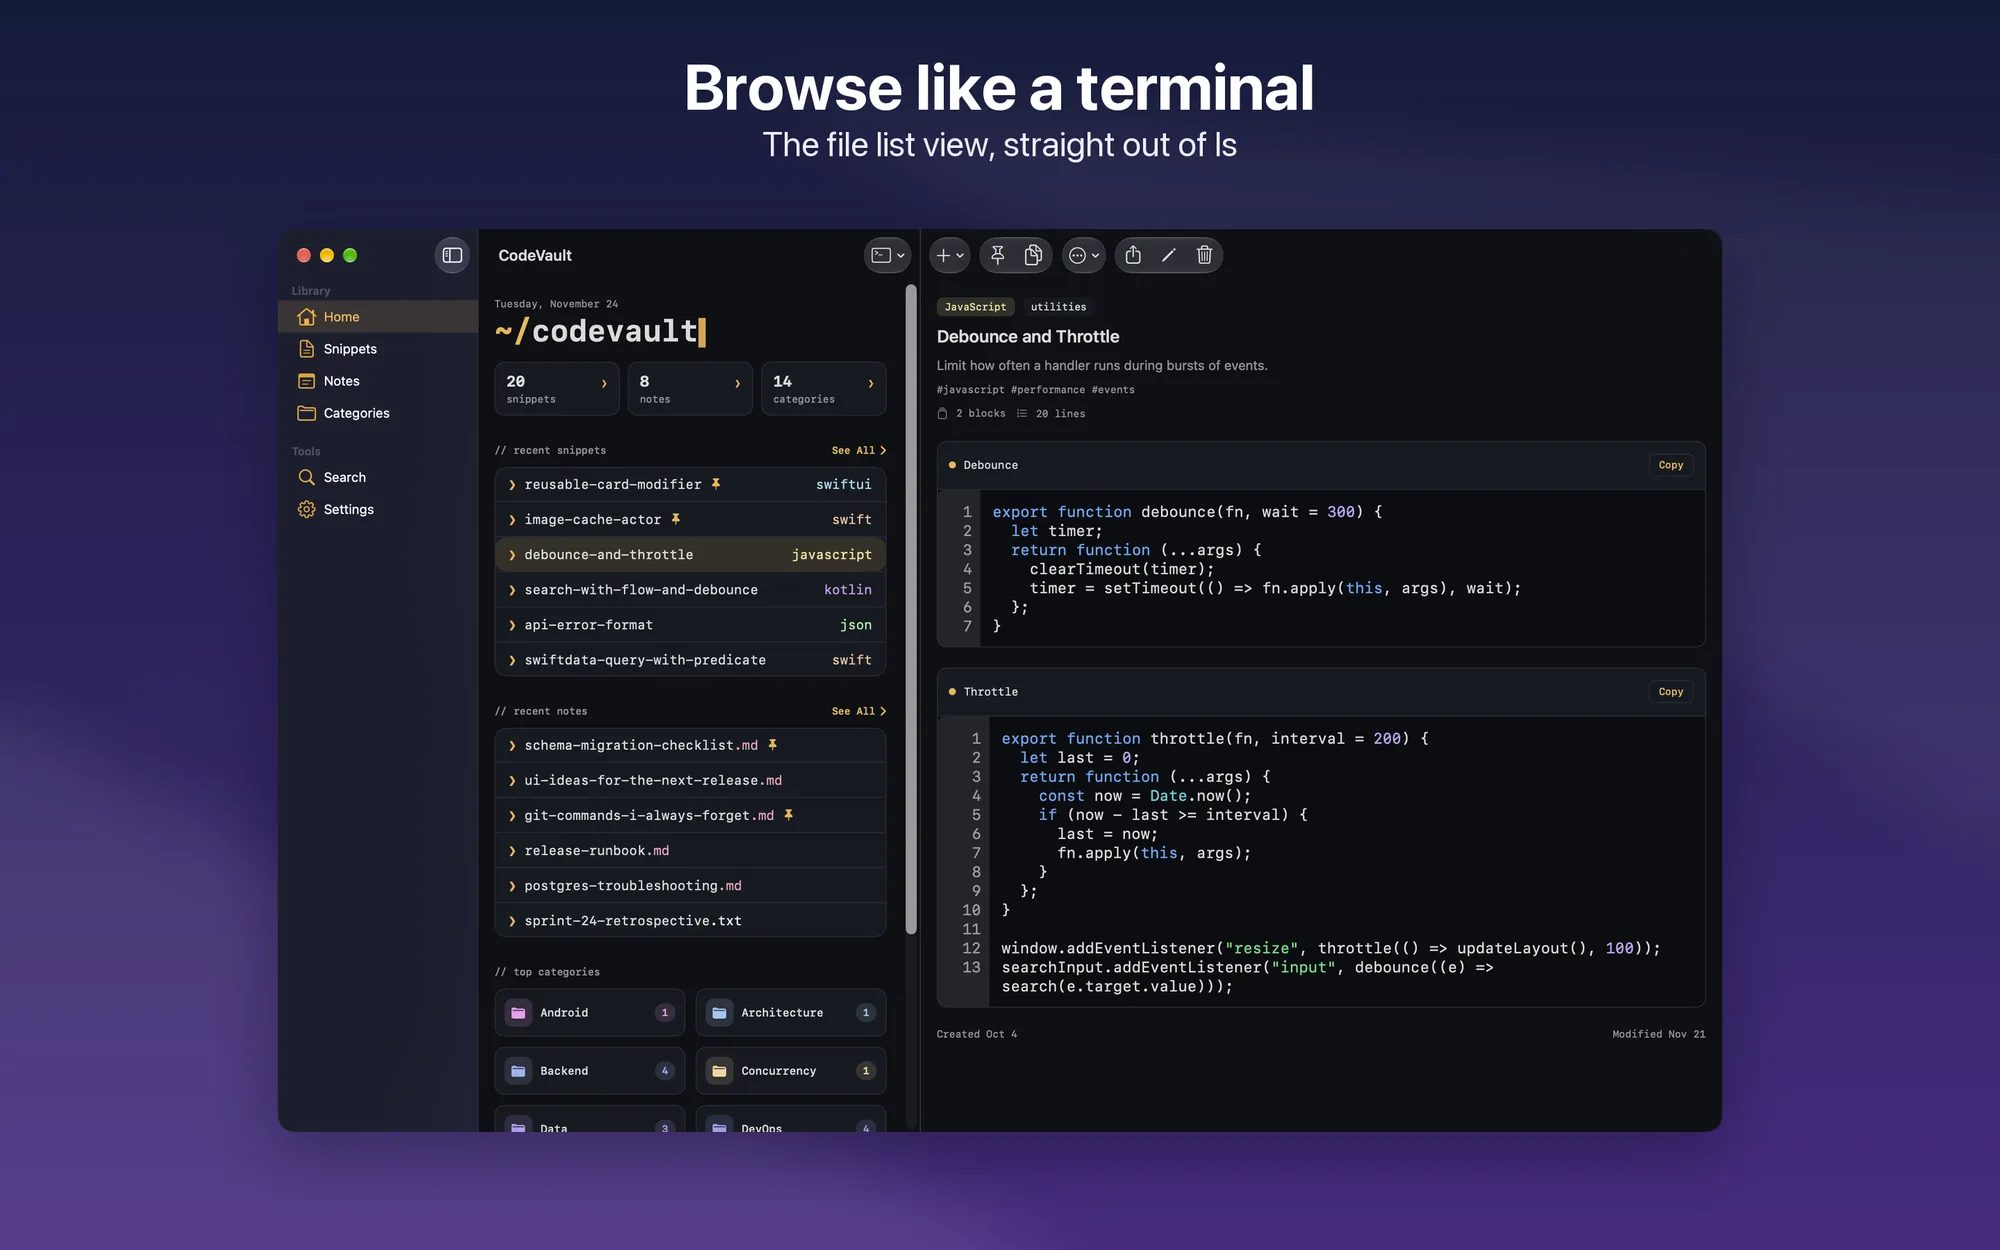 Browse like a terminal
The file list view, straight out of ls
CodeVault
Library
Home
Snippets
Notes
Categories
Tools
Search
Settings
Tuesday, November 24
~/codevault
20
snippets
8
notes
14
categories
// recent snippets
See All
reusable-card-modifier
swiftui
image-cache-actor
swift
debounce-and-throttle
javascript
search-with-flow-and-debounce
kotlin
api-error-format
json
swiftdata-query-with-predicate
swift
// recent notes
See All
schema-migration-checklist.md
ui-ideas-for-the-next-release.md
git-commands-i-always-forget.md
release-runbook.md
postgres-troubleshooting.md
sprint-24-retrospective.txt
// top categories
Android
1
Architecture
1
Backend
4
Concurrency
1
Data
3
DevOps
4
JavaScript
utilities
Debounce and Throttle
Limit how often a handler runs during bursts of events.
#javascript #performance #events
2 blocks
20 lines
Debounce
Copy
1 export function debounce(fn, wait = 300) {
2 let timer;
3 return function (...args) {
4 clearTimeout(timer);
5 timer = setTimeout(() => fn.apply(this, args), wait);
6 };
7 }
Throttle
Copy
1 export function throttle(fn, interval = 200) {
2 let last = 0;
3 return function (...args) {
4 const now = Date.now();
5 if (now - last >= interval) {
6 last = now;
7 fn.apply(this, args);
8 }
9 };
10 }
11
12 window.addEventListener("resize", throttle(() => updateLayout(), 100));
13 searchInput.addEventListener("input", debounce((e) =>
search(e.target.value)));
Created Oct 4
Modified Nov 21